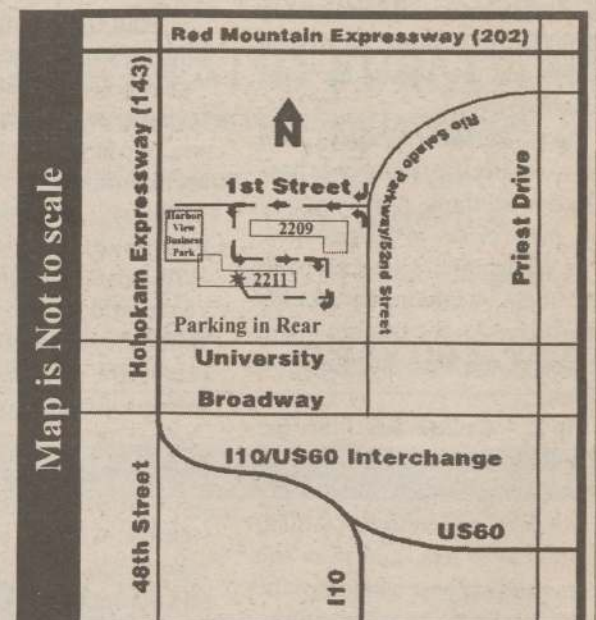 Red Mountain Expressway (202)
Map is Not to scale
Hohokam Expressway (143)
N
Rio Salado Parkway/52nd Street
Priest Drive
1st Street
Harbor
View
Business
Park
2209
2211
Parking in Rear
University
Broadway
I10/US60 Interchange
48th Street
US60
I10